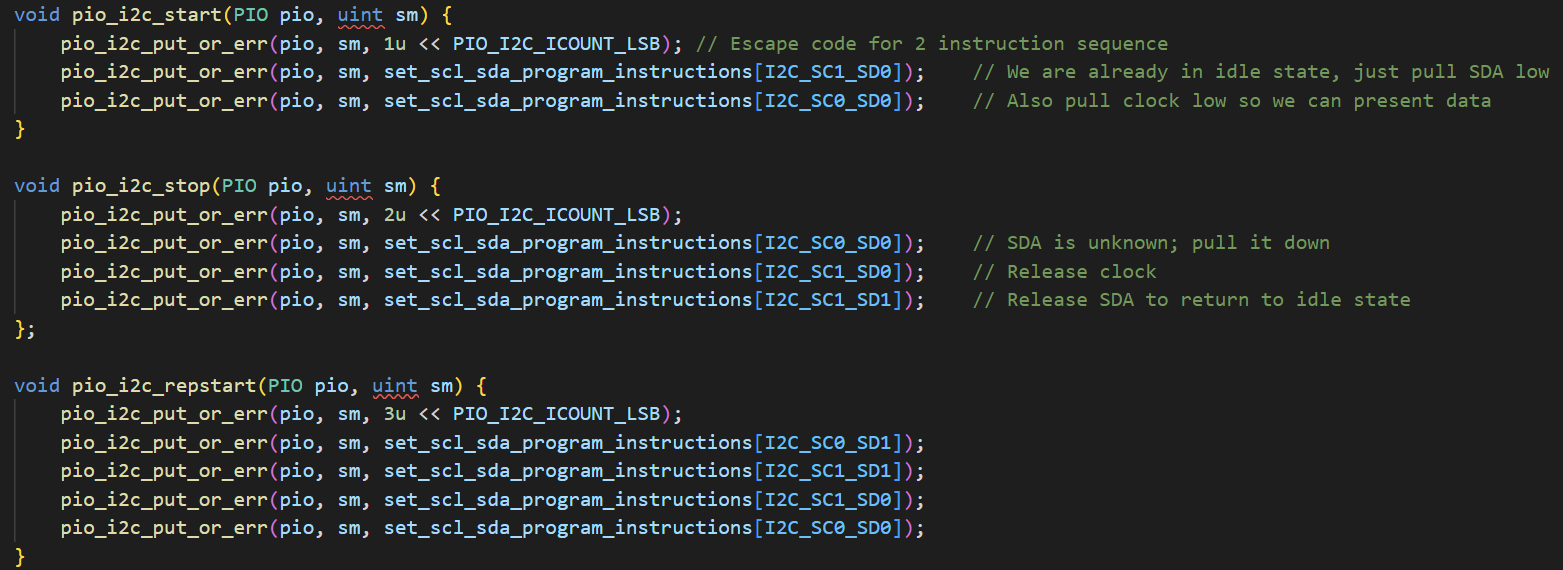 void pio_i2c_start(PIO pio, uint sm) {
    pio_i2c_put_or_err(pio, sm, 1u << PIO_I2C_ICOUNT_LSB); // Escape code for 2 instruction sequence
    pio_i2c_put_or_err(pio, sm, set_scl_sda_program_instructions[I2C_SC1_SD0]);    // We are already in idle state, just pull SDA low
    pio_i2c_put_or_err(pio, sm, set_scl_sda_program_instructions[I2C_SC0_SD0]);    // Also pull clock low so we can present data
}

void pio_i2c_stop(PIO pio, uint sm) {
    pio_i2c_put_or_err(pio, sm, 2u << PIO_I2C_ICOUNT_LSB);
    pio_i2c_put_or_err(pio, sm, set_scl_sda_program_instructions[I2C_SC0_SD0]);    // SDA is unknown; pull it down
    pio_i2c_put_or_err(pio, sm, set_scl_sda_program_instructions[I2C_SC1_SD0]);    // Release clock
    pio_i2c_put_or_err(pio, sm, set_scl_sda_program_instructions[I2C_SC1_SD1]);    // Release SDA to return to idle state
};

void pio_i2c_repstart(PIO pio, uint sm) {
    pio_i2c_put_or_err(pio, sm, 3u << PIO_I2C_ICOUNT_LSB);
    pio_i2c_put_or_err(pio, sm, set_scl_sda_program_instructions[I2C_SC0_SD1]);
    pio_i2c_put_or_err(pio, sm, set_scl_sda_program_instructions[I2C_SC1_SD1]);
    pio_i2c_put_or_err(pio, sm, set_scl_sda_program_instructions[I2C_SC1_SD0]);
    pio_i2c_put_or_err(pio, sm, set_scl_sda_program_instructions[I2C_SC0_SD0]);
}